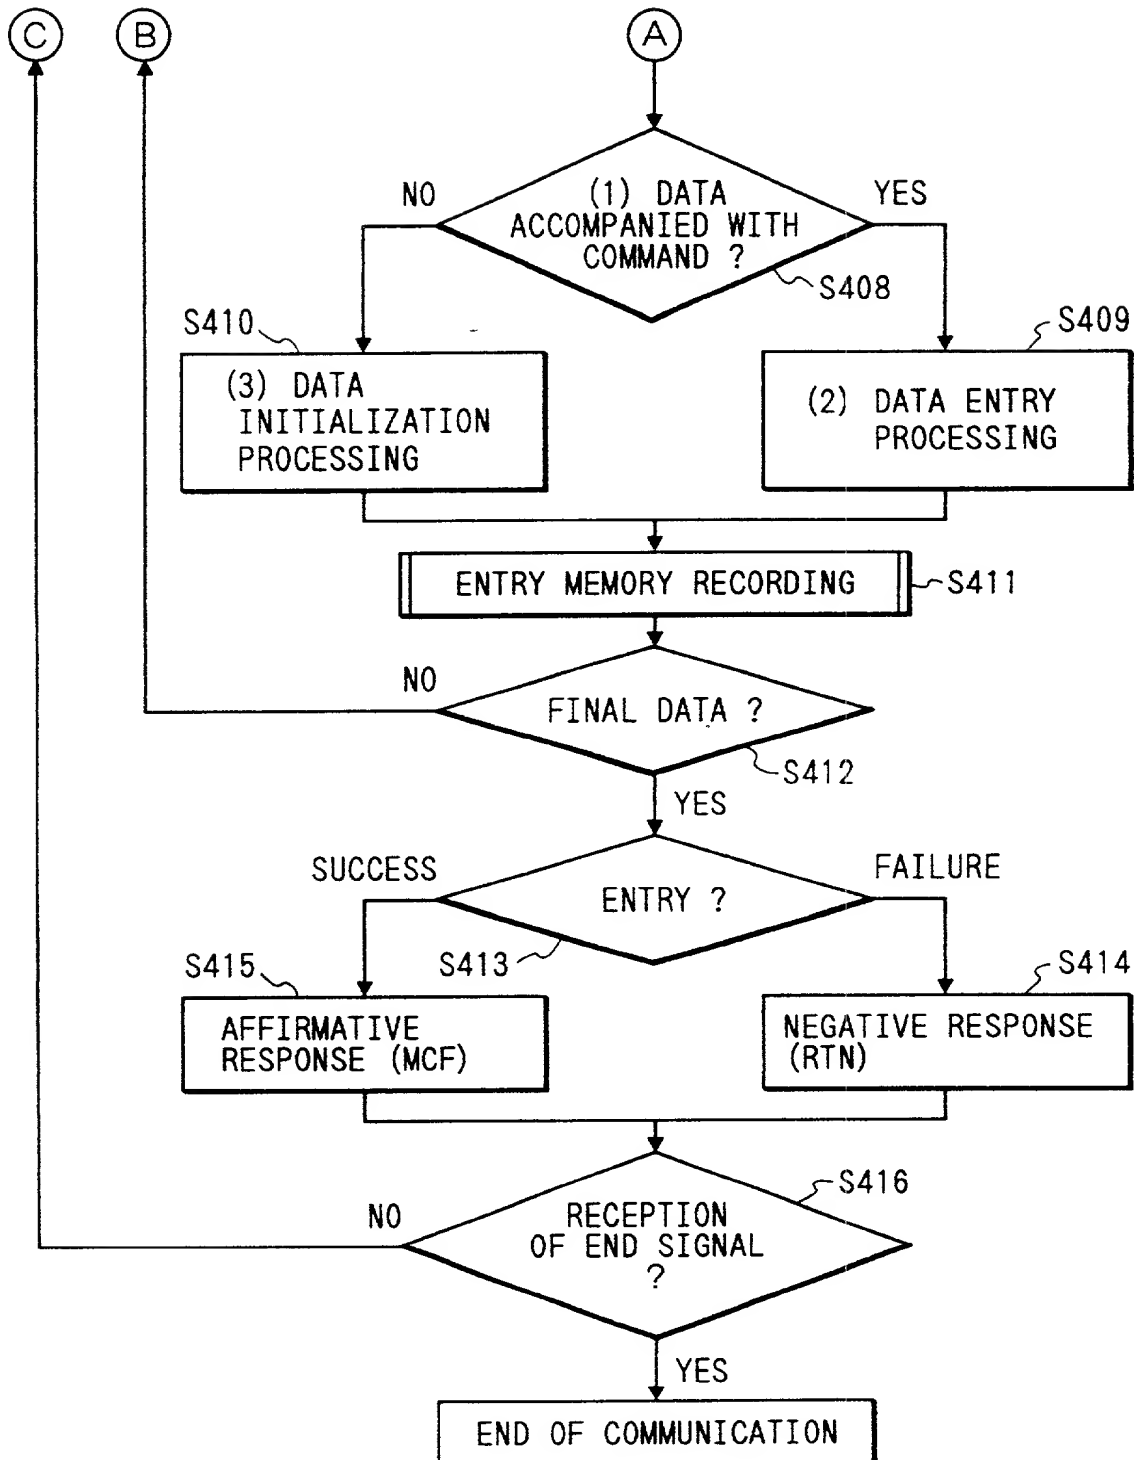 C
B
A
NO
(1) DATA
ACCOMPANIED WITH
COMMAND ?
YES
S408
S410
S409
(3) DATA
INITIALIZATION
PROCESSING
(2) DATA ENTRY
PROCESSING
ENTRY MEMORY RECORDING
S411
NO
FINAL DATA ?
S412
YES
SUCCESS
ENTRY ?
FAILURE
S413
S415
S414
AFFIRMATIVE
RESPONSE (MCF)
NEGATIVE RESPONSE
(RTN)
S416
NO
RECEPTION
OF END SIGNAL
?
YES
END OF COMMUNICATION